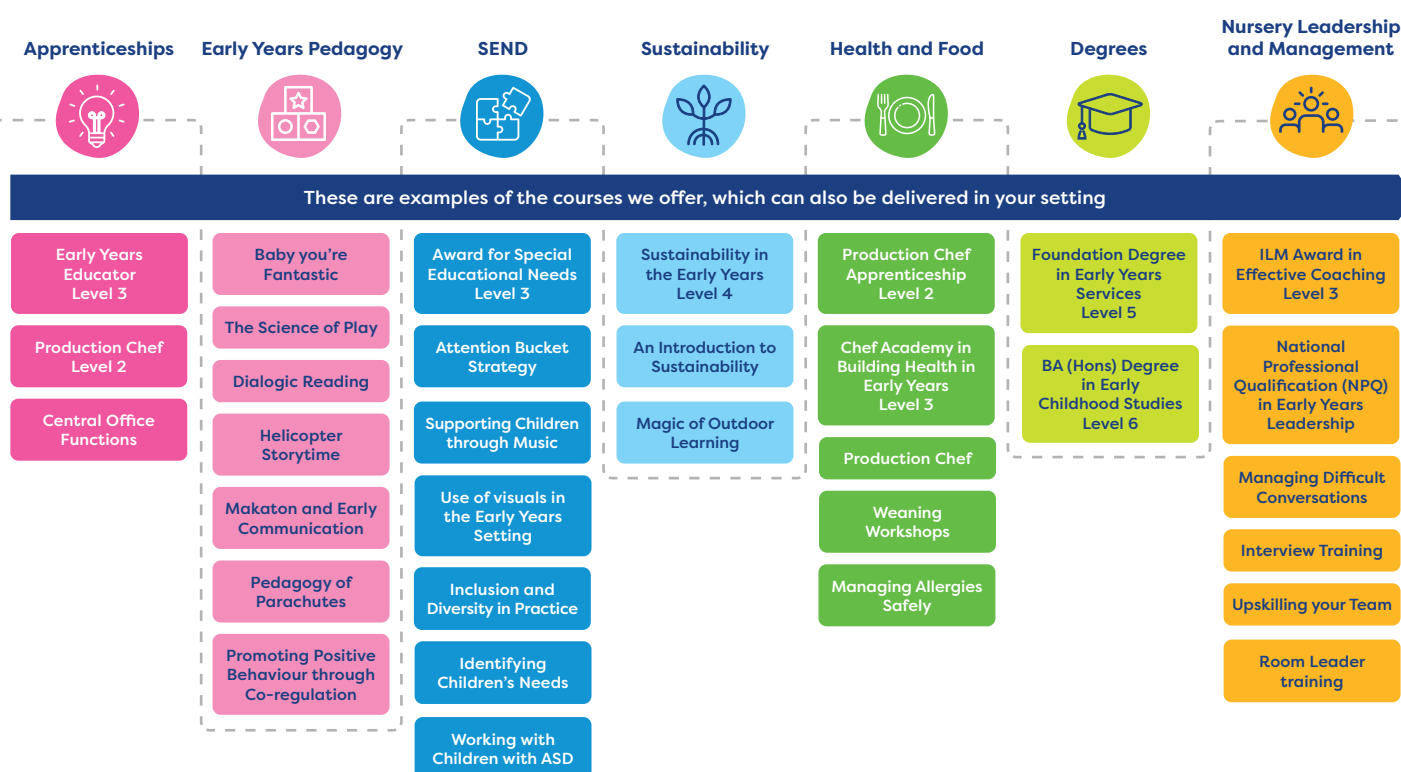 Apprenticeships
Early Years Pedagogy
SEND
Sustainability
Health and Food
Degrees
Nursery Leadership
and Management
These are examples of the courses we offer, which can also be delivered in your setting
Early Years
Educator
Level 3
Production Chef
Level 2
Central Office
Functions
Baby you're
Fantastic
The Science of Play
Dialogic Reading
Helicopter
Storytime
Makaton and Early
Communication
Pedagogy of
Parachutes
Promoting Positive
Behaviour through
Co-regulation
Award for Special
Educational Needs
Level 3
Attention Bucket
Strategy
Supporting Children
through Music
Use of visuals in
the Early Years
Setting
Inclusion and
Diversity in Practice
Identifying
Children's Needs
Working with
Children with ASD
Sustainability in
the Early Years
Level 4
An Introduction to
Sustainability
Magic of Outdoor
Learning
Production Chef
Apprenticeship
Level 2
Chef Academy in
Building Health in
Early Years
Level 3
Production Chef
Weaning
Workshops
Managing Allergies
Safely
Foundation Degree
in Early Years
Services
Level 5
BA (Hons) Degree
in Early
Childhood Studies
Level 6
ILM Award in
Effective Coaching
Level 3
National
Professional
Qualification (NPQ)
in Early Years
Leadership
Managing Difficult
Conversations
Interview Training
Upskilling your Team
Room Leader
training